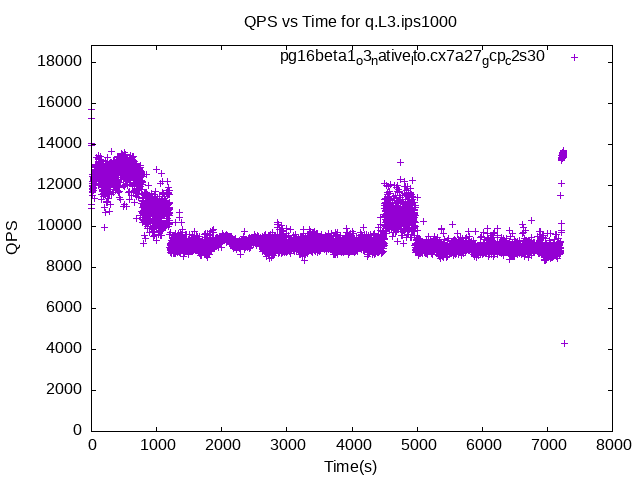 QPS vs Time for q.L3.ips1000
pg16beta1o3native_lto.cx7a27gcpc2s30
18000
16000
14000
12000
10000
8000
6000
4000
2000
0
QPS
0 1000 2000 3000 4000 5000 6000 7000 8000
Time(s)